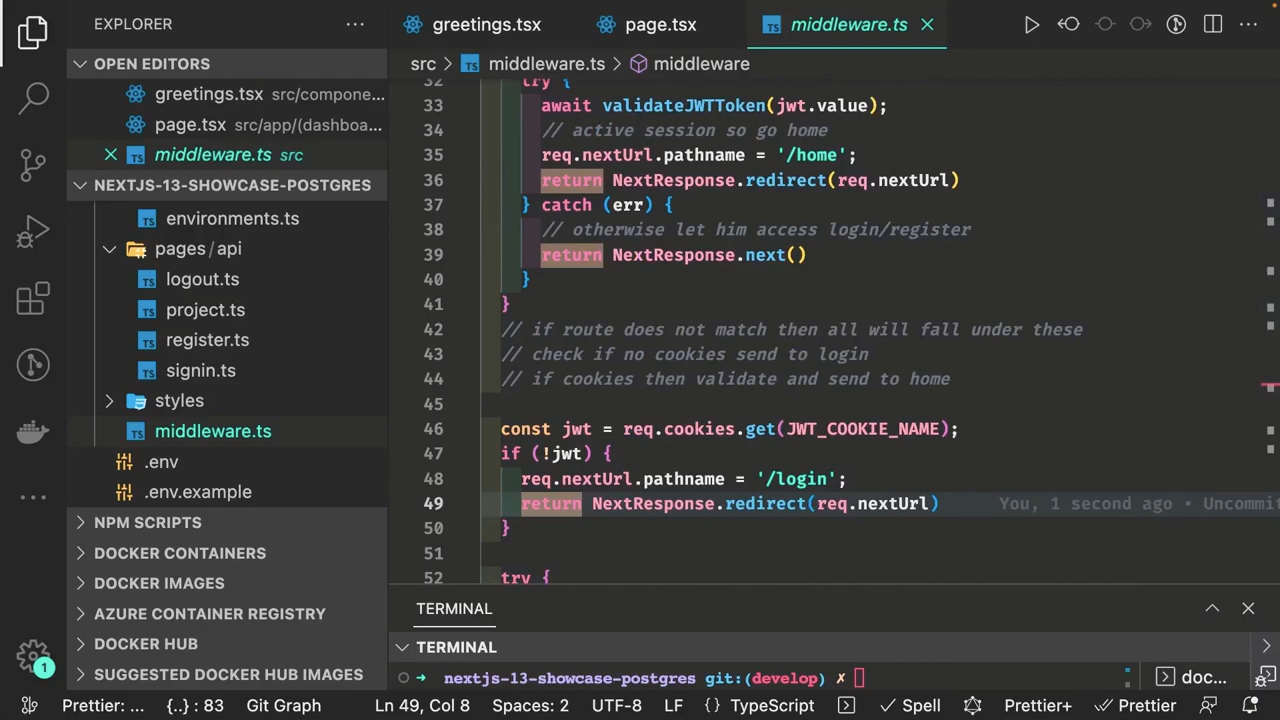 EXPLORER
OPEN EDITORS
greetings.tsx src/compone...
page.tsx src/app/(dashboa...
middleware.ts src
NEXTJS-13-SHOWCASE-POSTGRES
environments.ts
pages / api
logout.ts
project.ts
register.ts
signin.ts
styles
middleware.ts
.env
.env.example
NPM SCRIPTS
DOCKER CONTAINERS
DOCKER IMAGES
AZURE CONTAINER REGISTRY
DOCKER HUB
SUGGESTED DOCKER HUB IMAGES
greetings.tsx page.tsx middleware.ts
src > middleware.ts > middleware
32 try {
33 await validateJWTToken(jwt.value);
34 // active session so go home
35 req.nextUrl.pathname = '/home';
36 return NextResponse.redirect(req.nextUrl)
37 } catch (err) {
38 // otherwise let him access login/register
39 return NextResponse.next()
40 }
41 }
42 // if route does not match then all will fall under these
43 // check if no cookies send to login
44 // if cookies then validate and send to home
45
46 const jwt = req.cookies.get(JWT_COOKIE_NAME);
47 if (!jwt) {
48 req.nextUrl.pathname = '/login';
49 return NextResponse.redirect(req.nextUrl) You, 1 second ago • Uncommit
50 }
51
52 try {
TERMINAL
TERMINAL
nextjs-13-showcase-postgres git:(develop) ✗
doc...
1
Prettier: ... {..} : 83 Git Graph Ln 49, Col 8 Spaces: 2 UTF-8 LF {} TypeScript Spell Prettier+ Prettier